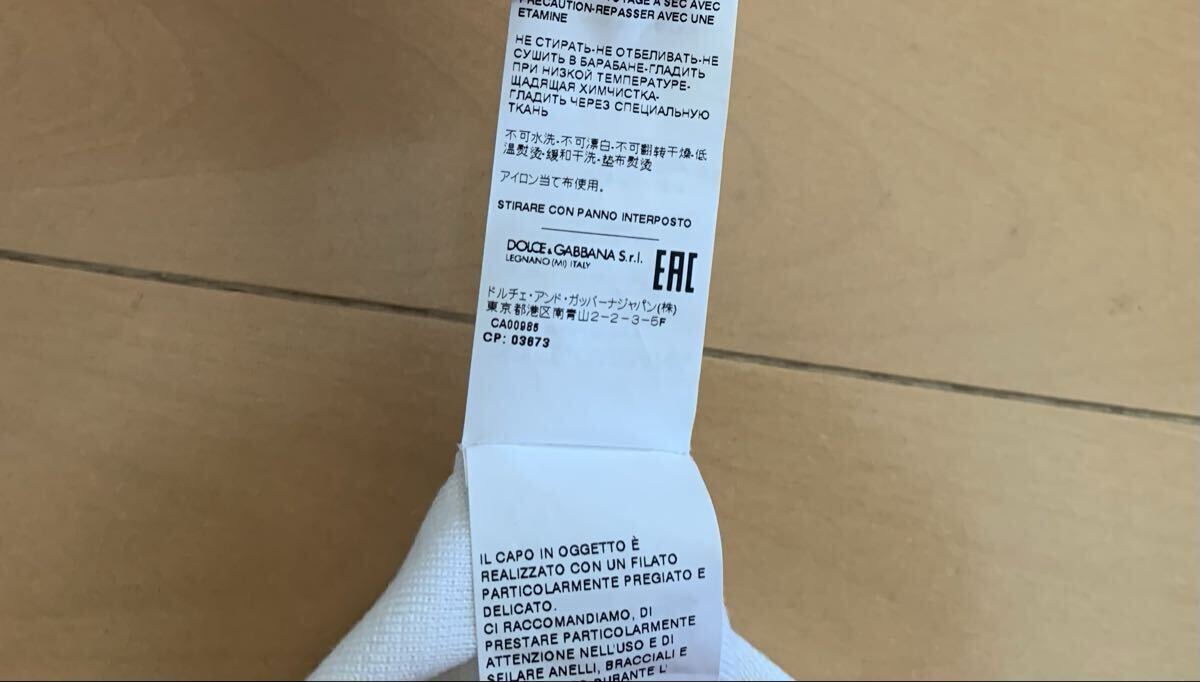 A SEC AVEC
PRECAUTION-REPASSER AVEC UNE
ETAMINE
НЕ СТИРАТЬ-НЕ ОТБЕЛИВАТЬ-НЕ
СУШИТЬ В БАРАБАНЕ-ГЛАДИТЬ
ПРИ НИЗКОЙ ТЕМПЕРАТУРЕ-
ЩАДЯЩАЯ ХИМЧИСТКА-
ГЛАДИТЬ ЧЕРЕЗ СПЕЦИАЛЬНУЮ
ТКАНЬ
不可水洗-不可漂白-不可翻转干燥-低
温熨烫-缓和干洗-垫布熨烫
アイロン当て布使用。
STIRARE CON PANNO INTERPOSTO
DOLCE & GABBANA S.r.l.
LEGNANO (MI) ITALY
EAC
ドルチェ・アンド・ガッバーナジャパン(株)
東京都港区南青山2-2-3-5F
CA00985
CP: 03673
IL CAPO IN OGGETTO È
REALIZZATO CON UN FILATO
PARTICOLARMENTE PREGIATO E
DELICATO.
CI RACCOMANDIAMO, DI
PRESTARE PARTICOLARMENTE
ATTENZIONE NELL'USO E DI
SFILARE ANELLI, BRACCIALI E
DURANTE L'